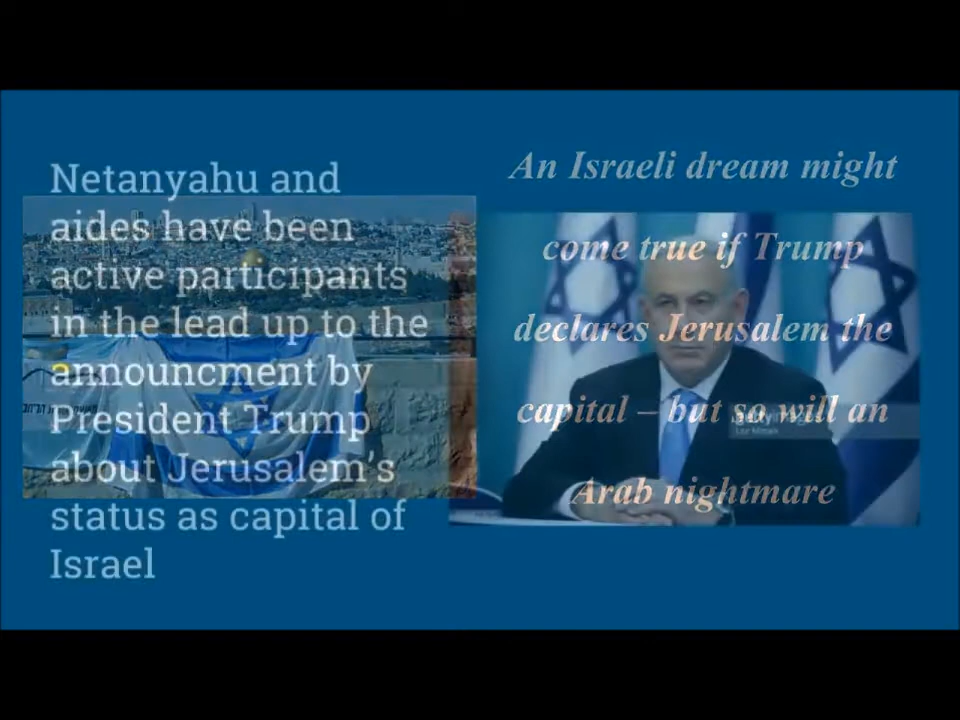 Netanyahu and
aides have been
active participants
in the lead up to the
announcment by
President Trump
about Jerusalem's
status as capital of
Israel
An Israeli dream might
come true if Trump
declares Jerusalem the
capital – but so will an
Arab nightmare